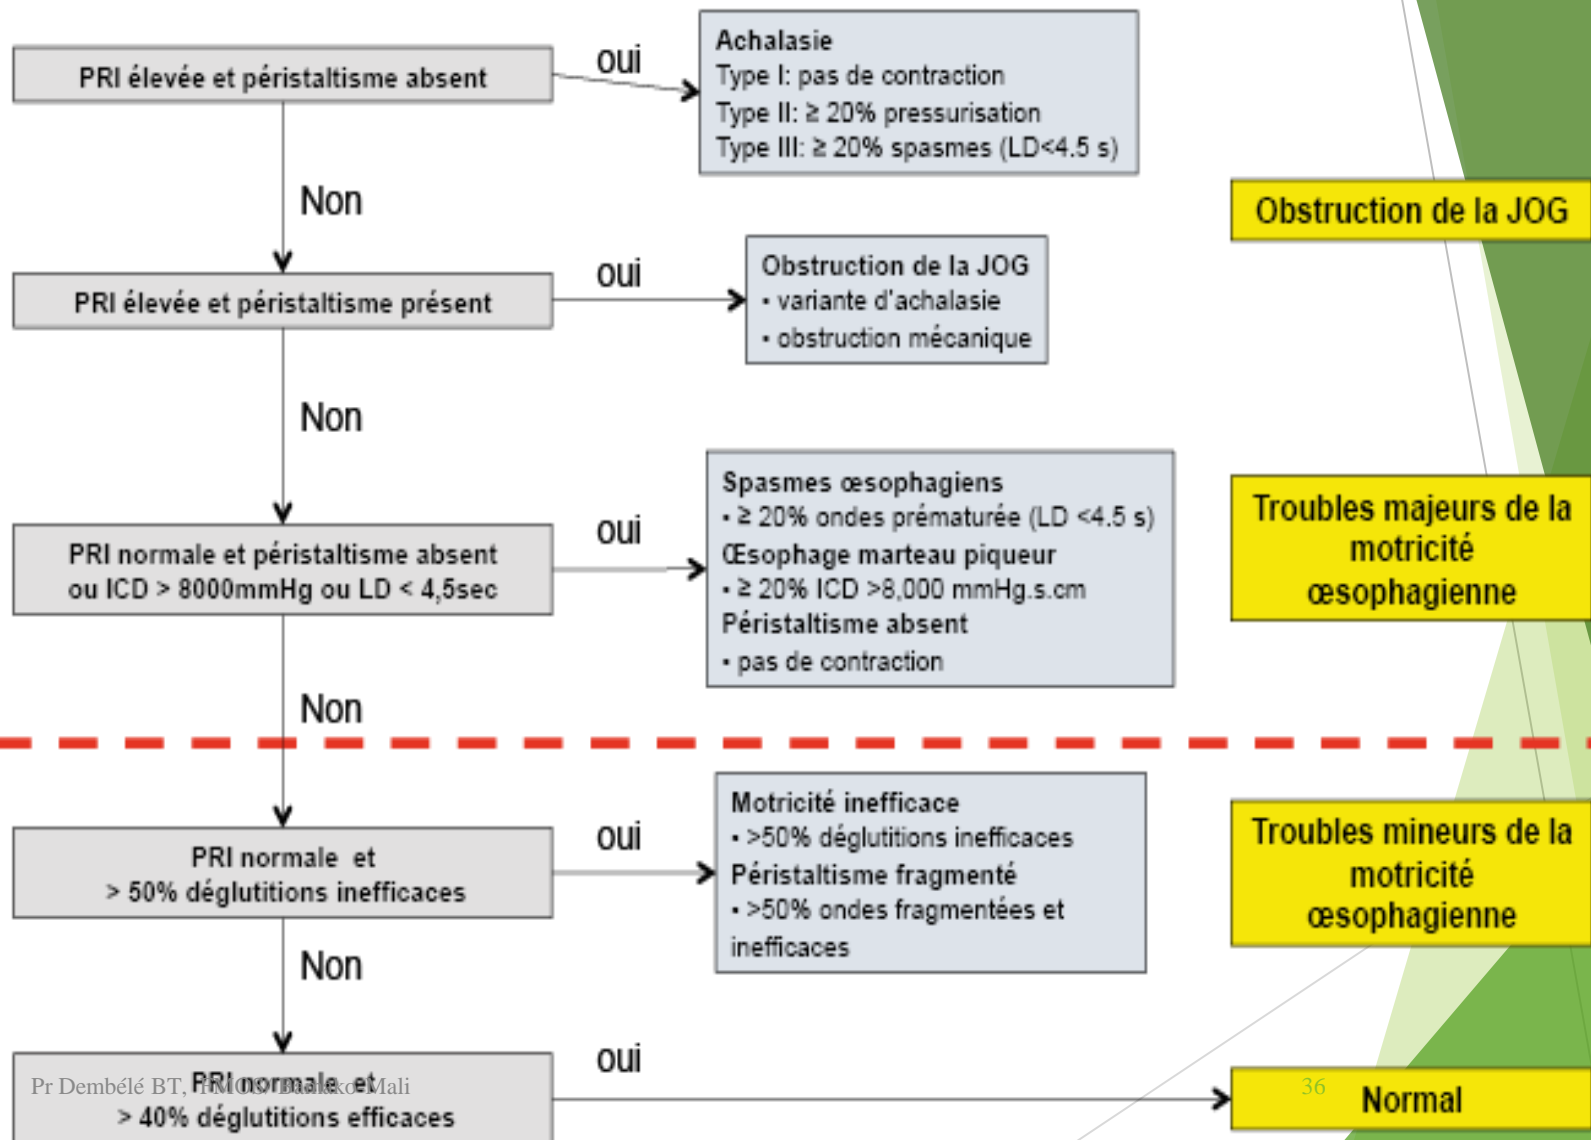 PRI élevée et péristaltisme absent
oui
Achalasie
Type I: pas de contraction
Type II: ≥ 20% pressurisation
Type III: ≥ 20% spasmes (LD<4.5 s)
Non
Obstruction de la JOG
PRI élevée et péristaltisme présent
oui
Obstruction de la JOG
▪ variante d'achalasie
▪ obstruction mécanique
Non
PRI normale et péristaltisme absent
ou ICD > 8000mmHg ou LD < 4,5sec
oui
Spasmes œsophagiens
▪ ≥ 20% ondes prématurée (LD <4.5 s)
Œsophage marteau piqueur
▪ ≥ 20% ICD >8,000 mmHg.s.cm
Péristaltisme absent
▪ pas de contraction
Troubles majeurs de la
motricité
œsophagienne
Non
PRI normale et
> 50% déglutitions inefficaces
oui
Motricité inefficace
▪ >50% déglutitions inefficaces
Péristaltisme fragmenté
▪ >50% ondes fragmentées et
inefficaces
Troubles mineurs de la
motricité
œsophagienne
Non
PRI normale et
> 40% déglutitions efficaces
oui
Normal
Pr Dembélé BT, FMOS/ Bamako-Mali
36